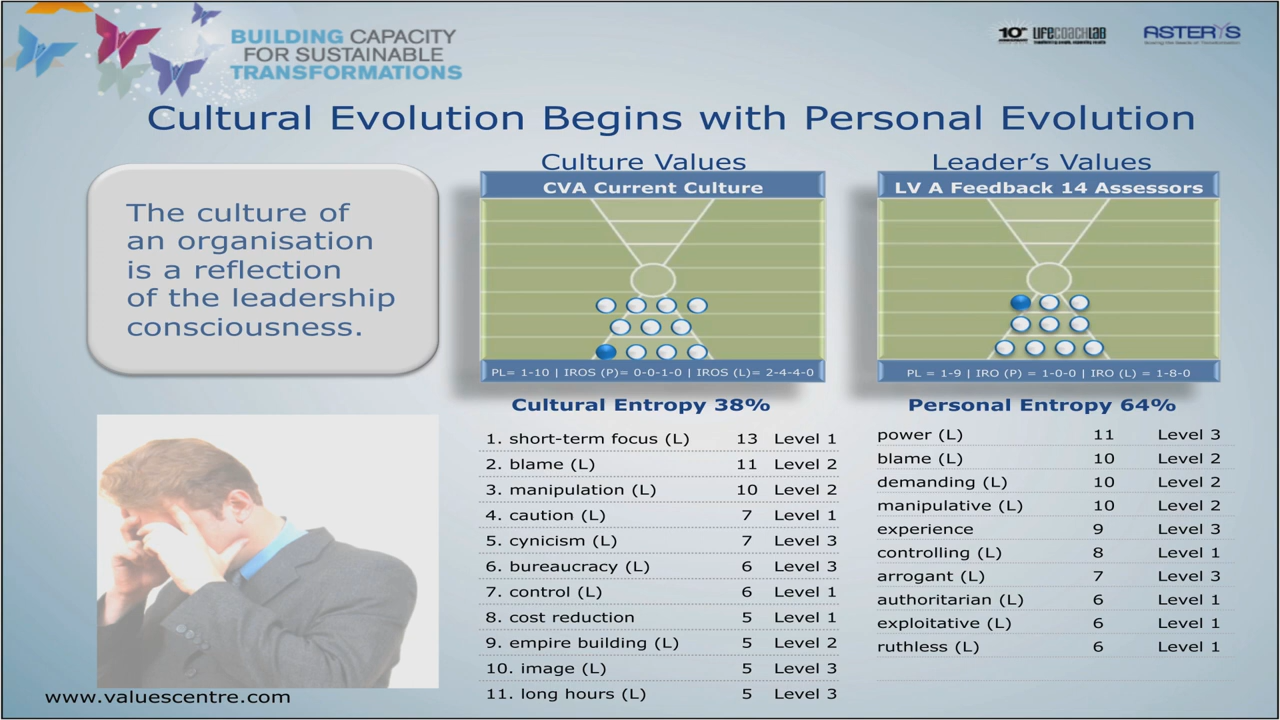 BUILDING CAPACITY
FOR SUSTAINABLE
TRANSFORMATIONS
10
LIFECOACHLAB
ASTERYS
Cultural Evolution Begins with Personal Evolution
The culture of
an organisation
is a reflection
of the leadership
consciousness.
Culture Values
CVA Current Culture
PL= 1-10 | IROS (P)= 0-0-1-0 | IROS (L)= 2-4-4-0
Cultural Entropy 38%
1. short-term focus (L) 13 Level 1
2. blame (L) 11 Level 2
3. manipulation (L) 10 Level 2
4. caution (L) 7 Level 1
5. cynicism (L) 7 Level 3
6. bureaucracy (L) 6 Level 3
7. control (L) 6 Level 1
8. cost reduction 5 Level 1
9. empire building (L) 5 Level 2
10. image (L) 5 Level 3
11. long hours (L) 5 Level 3
Leader’s Values
LV A Feedback 14 Assessors
PL = 1-9 | IRO (P) = 1-0-0 | IRO (L) = 1-8-0
Personal Entropy 64%
power (L) 11 Level 3
blame (L) 10 Level 2
demanding (L) 10 Level 2
manipulative (L) 10 Level 2
experience 9 Level 3
controlling (L) 8 Level 1
arrogant (L) 7 Level 3
authoritarian (L) 6 Level 1
exploitative (L) 6 Level 1
ruthless (L) 6 Level 1
www.valuescentre.com